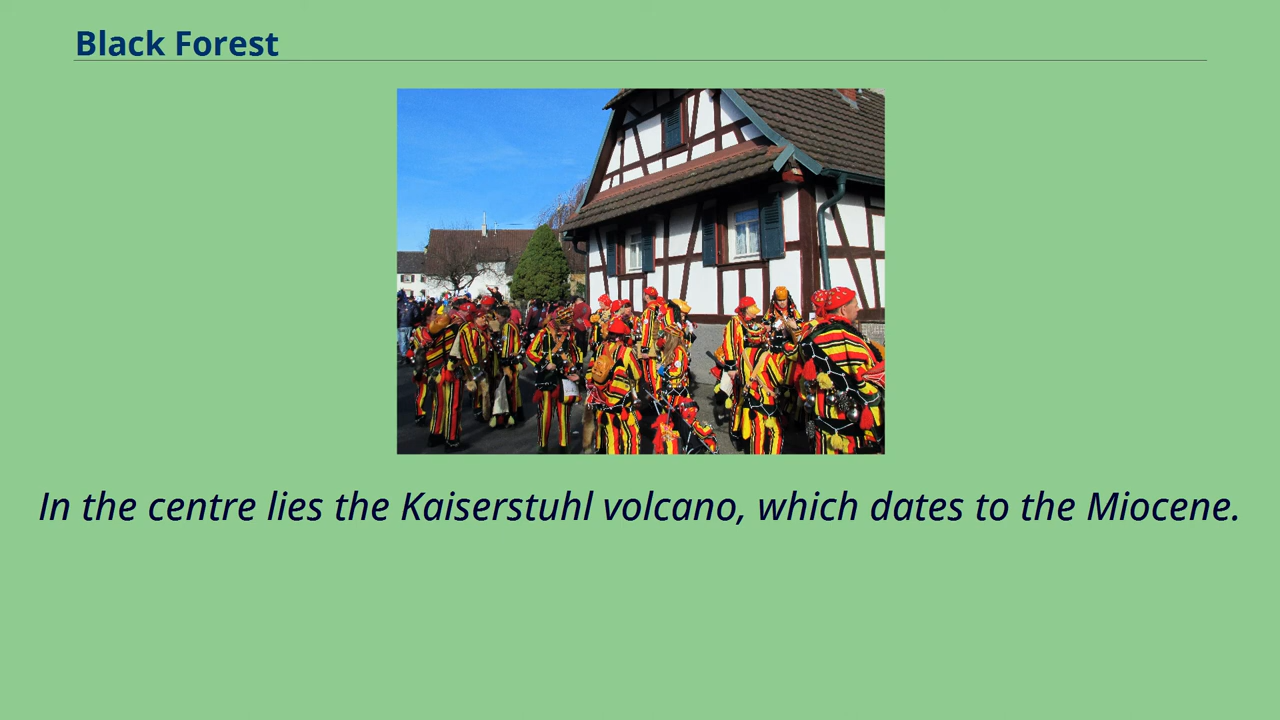 Black Forest
In the centre lies the Kaiserstuhl volcano, which dates to the Miocene.